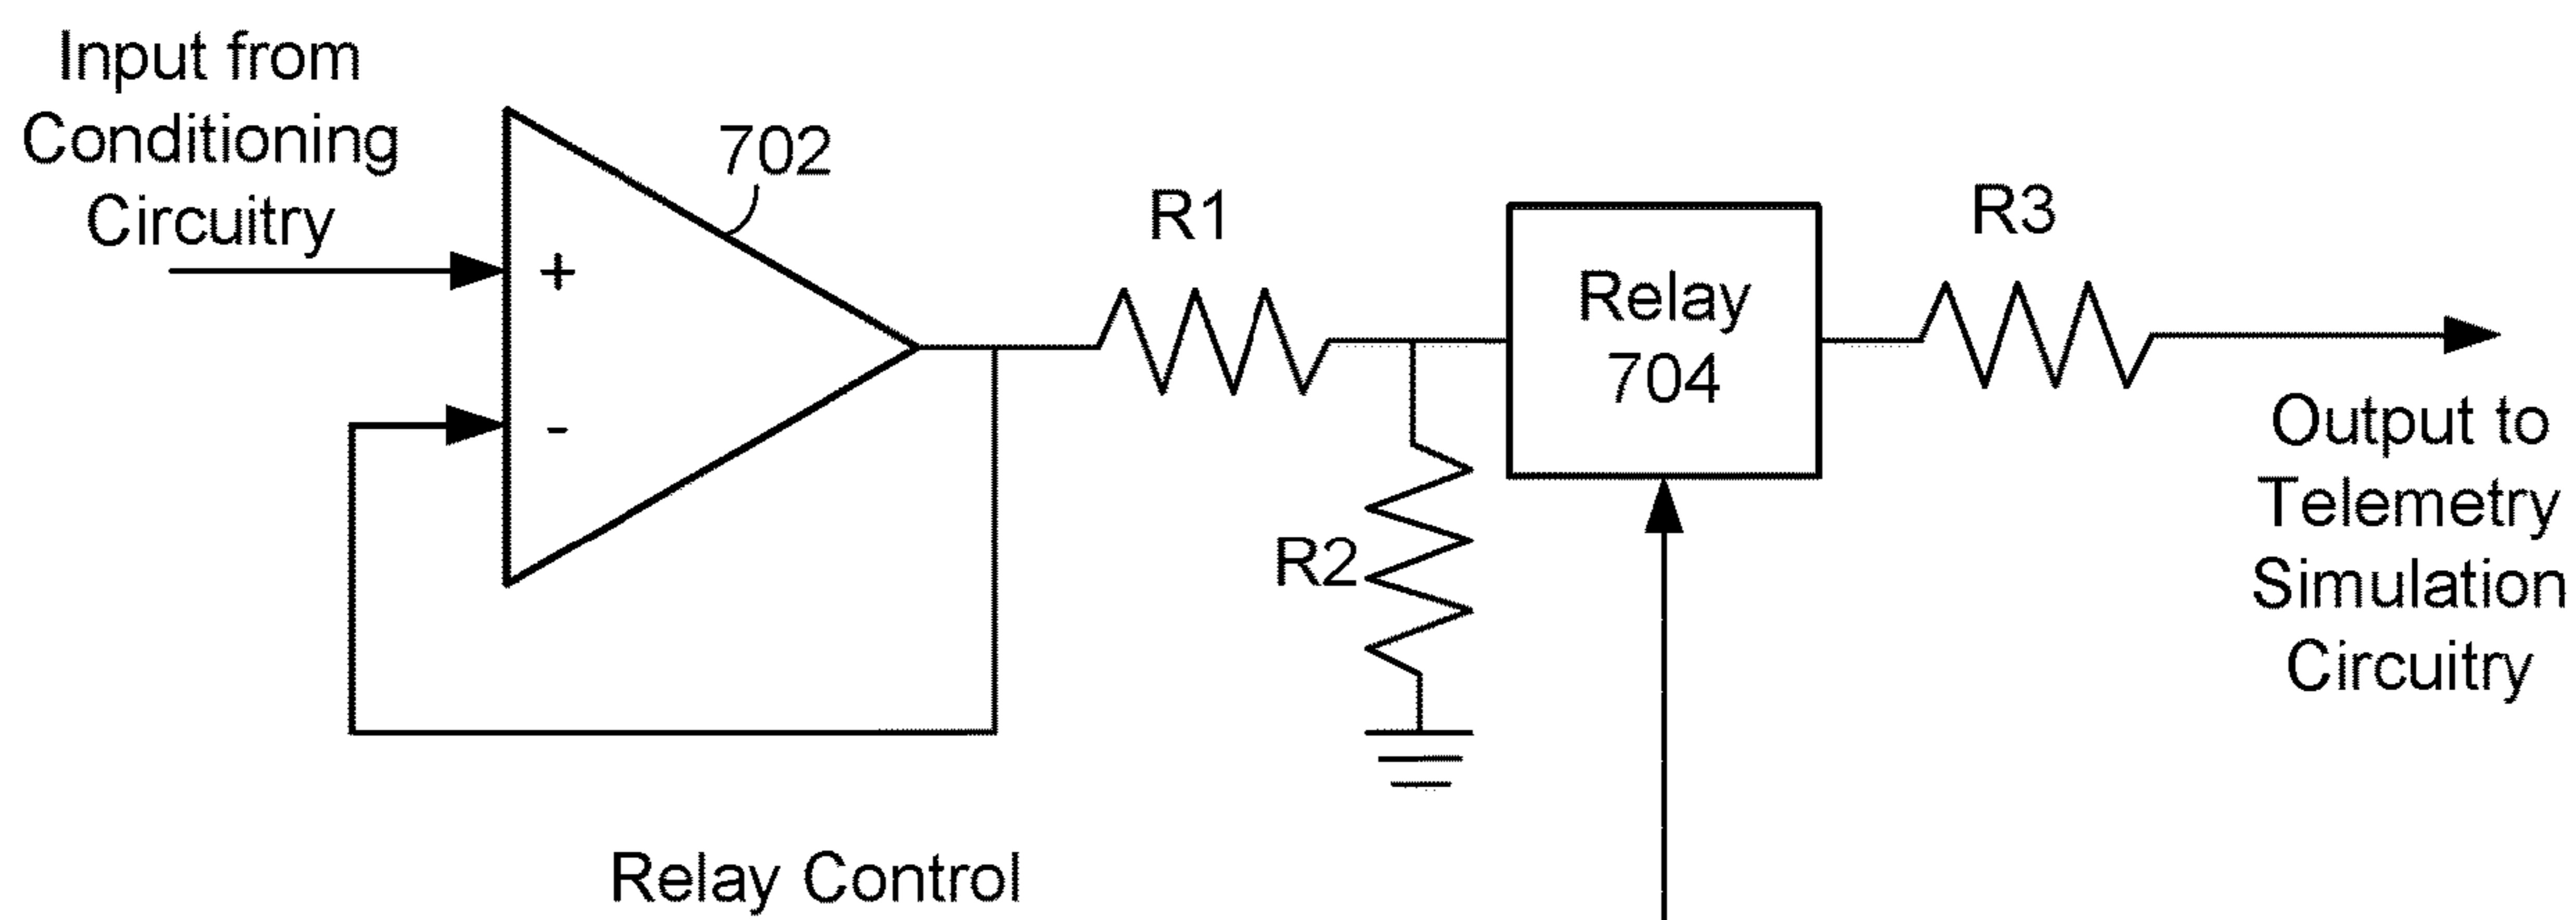 Input from
Conditioning
Circuitry
702
+
-
R1
R2
Relay
704
R3
Output to
Telemetry
Simulation
Circuitry
Relay Control